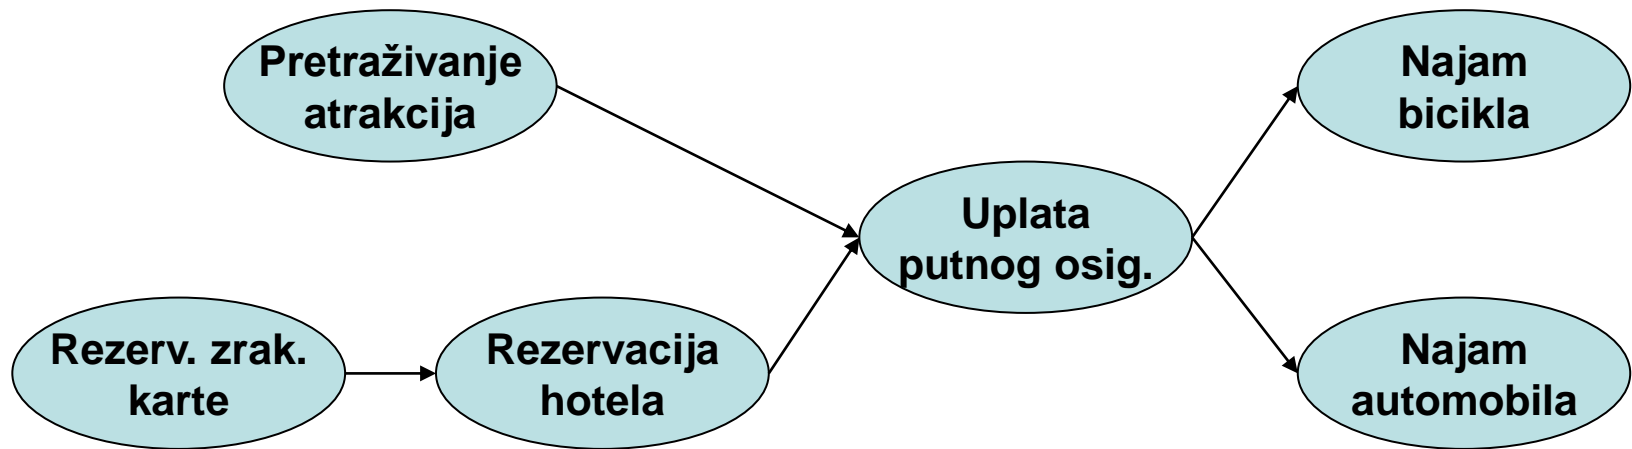 Pretraživanje
atrakcija
Najam
bicikla
Uplata
putnog osig.
Rezerv. zrak.
karte
Rezervacija
hotela
Najam
automobila